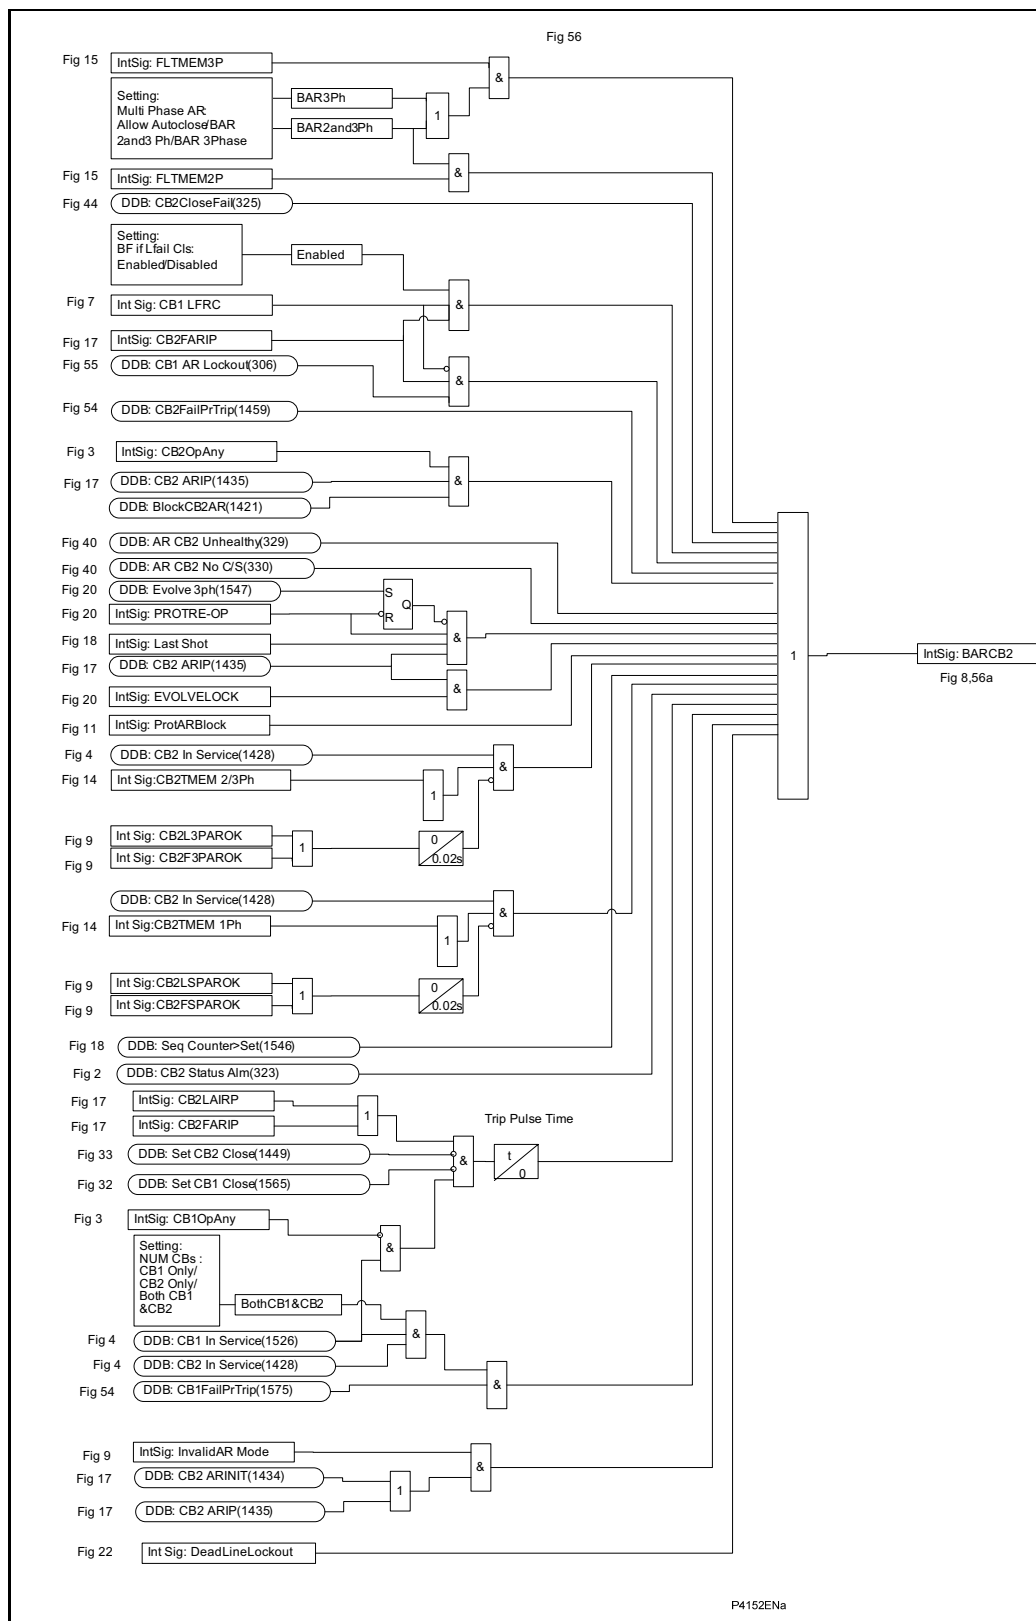 Fig 56
Fig 15
IntSig: FLTMEM3P
&
Setting:
Multi Phase AR:
Allow Autoclose/BAR
2and3 Ph/BAR 3Phase
BAR3Ph
BAR2and3Ph
1
Fig 15
IntSig: FLTMEM2P
&
Fig 44
DDB: CB2CloseFail(325)
Setting:
BF if Lfail Cls:
Enabled/Disabled
Enabled
Fig 7
Int Sig: CB1 LFRC
&
Fig 17
IntSig: CB2FARIP
Fig 55
DDB: CB1 AR Lockout(306)
&
Fig 54
DDB: CB2FailPrTrip(1459)
Fig 3
IntSig: CB2OpAny
Fig 17
DDB: CB2 ARIP(1435)
&
DDB: BlockCB2AR(1421)
Fig 40
DDB: AR CB2 Unhealthy(329)
Fig 40
DDB: AR CB2 No C/S(330)
Fig 20
DDB: Evolve 3ph(1547)
S
Q
R
Fig 20
IntSig: PROTRE-OP
Fig 18
IntSig: Last Shot
&
Fig 17
DDB: CB2 ARIP(1435)
Fig 20
IntSig: EVOLVELOCK
&
1
IntSig: BARCB2
Fig 8,56a
Fig 11
IntSig: ProtARBlock
Fig 4
DDB: CB2 In Service(1428)
&
Fig 14
Int Sig:CB2TMEM 2/3Ph
1
Fig 9
Int Sig: CB2L3PAROK
Fig 9
Int Sig: CB2F3PAROK
1
0
0.02s
DDB: CB2 In Service(1428)
&
Fig 14
Int Sig:CB2TMEM 1Ph
1
Fig 9
Int Sig:CB2LSPAROK
Fig 9
Int Sig:CB2FSPAROK
1
0
0.02s
Fig 18
DDB: Seq Counter>Set(1546)
Fig 2
DDB: CB2 Status Alm(323)
Fig 17
IntSig: CB2LAIRP
Fig 17
IntSig: CB2FARIP
1
Trip Pulse Time
Fig 33
DDB: Set CB2 Close(1449)
&
t
0
Fig 32
DDB: Set CB1 Close(1565)
Fig 3
IntSig: CB1OpAny
&
Setting:
NUM CBs :
CB1 Only/
CB2 Only/
Both CB1
&CB2
BothCB1&CB2
Fig 4
DDB: CB1 In Service(1526)
&
Fig 4
DDB: CB2 In Service(1428)
Fig 54
DDB: CB1FailPrTrip(1575)
&
Fig 9
IntSig: InvalidAR Mode
&
Fig 17
DDB: CB2 ARINIT(1434)
1
Fig 17
DDB: CB2 ARIP(1435)
Fig 22
Int Sig: DeadLineLockout
P4152ENa